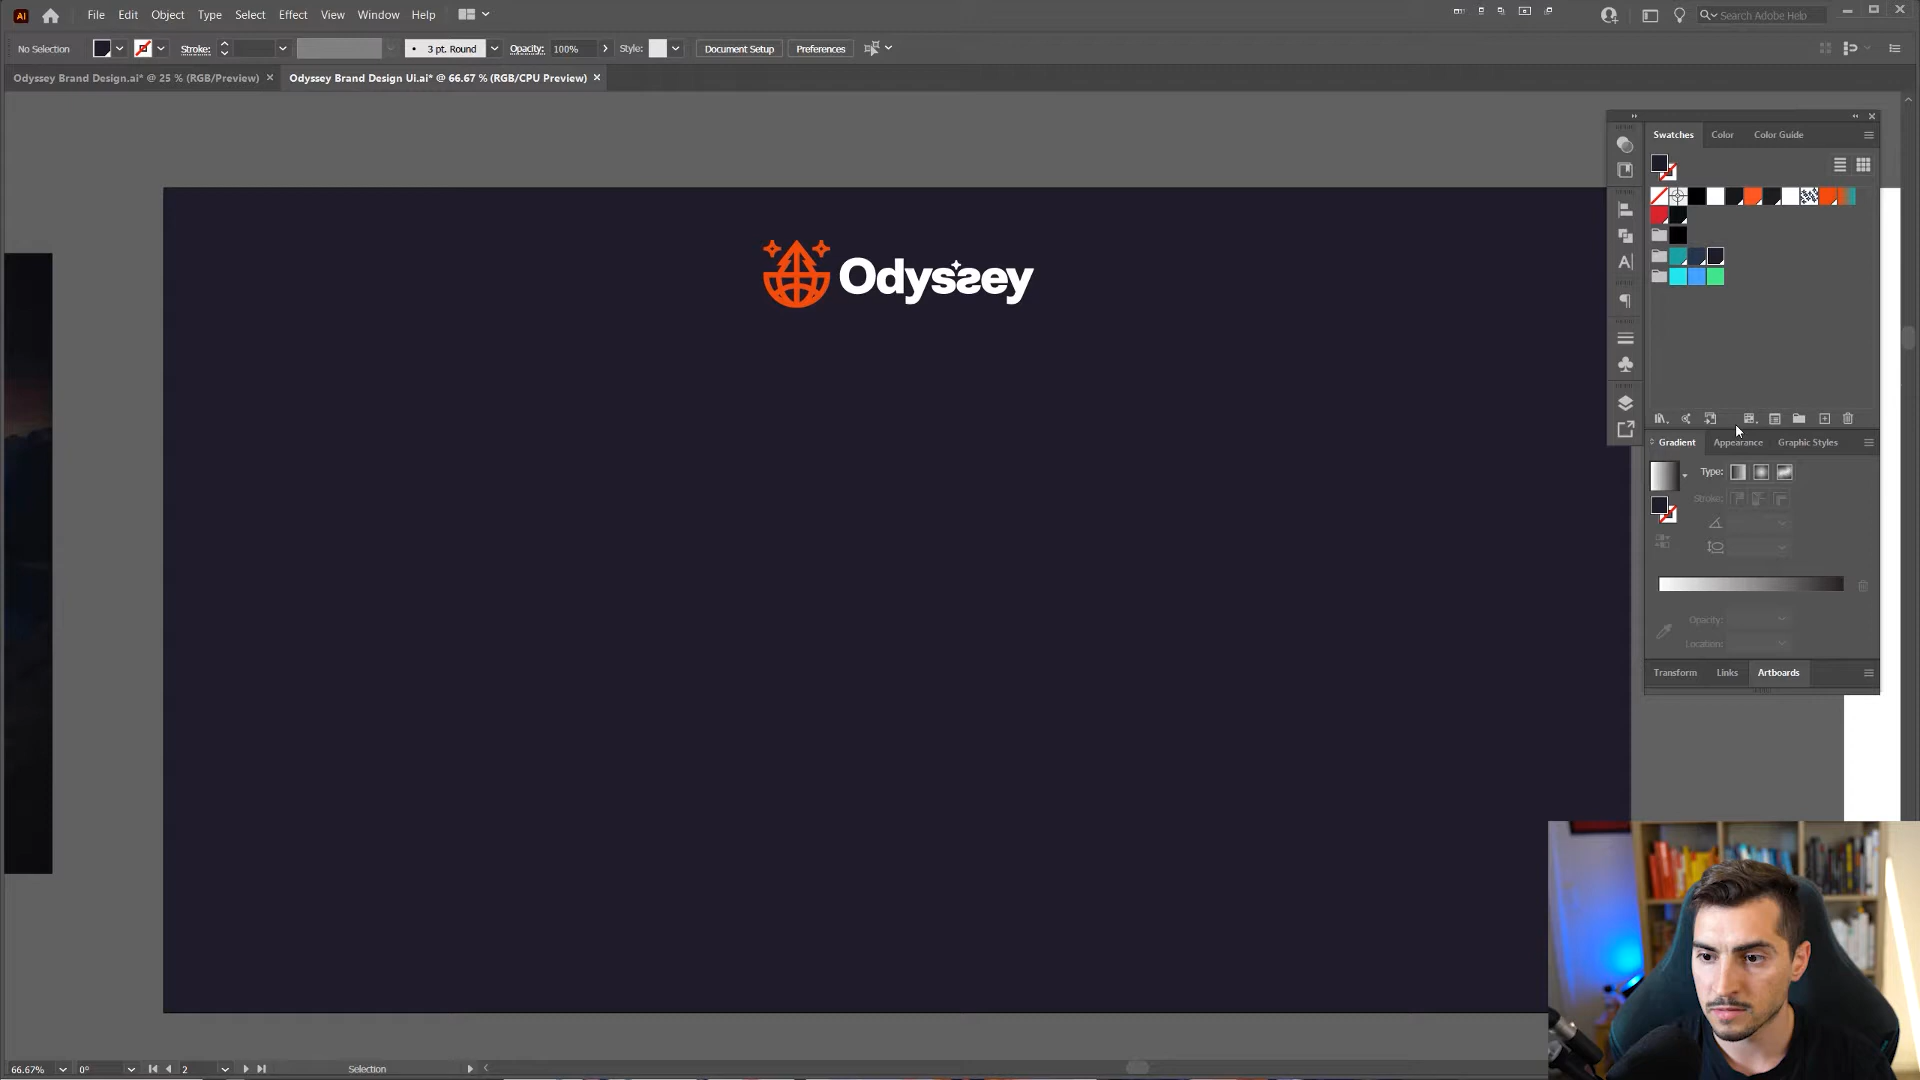 Ai File Edit Object Type Select Effect View Window Help Search Adobe Help
No Selection Stroke: 3 pt. Round Opacity: 100% Style: Document Setup Preferences
Odyssey Brand Design.ai* @ 25 % (RGB/Preview) Odyssey Brand Design Ui.ai* @ 66.67 % (RGB/CPU Preview)
Swatches Color Color Guide
Odyssey
Gradient Appearance Graphic Styles
Type:
Stroke:
Opacity:
Location:
Transform Links Artboards
66.67% 0° 2 Selection